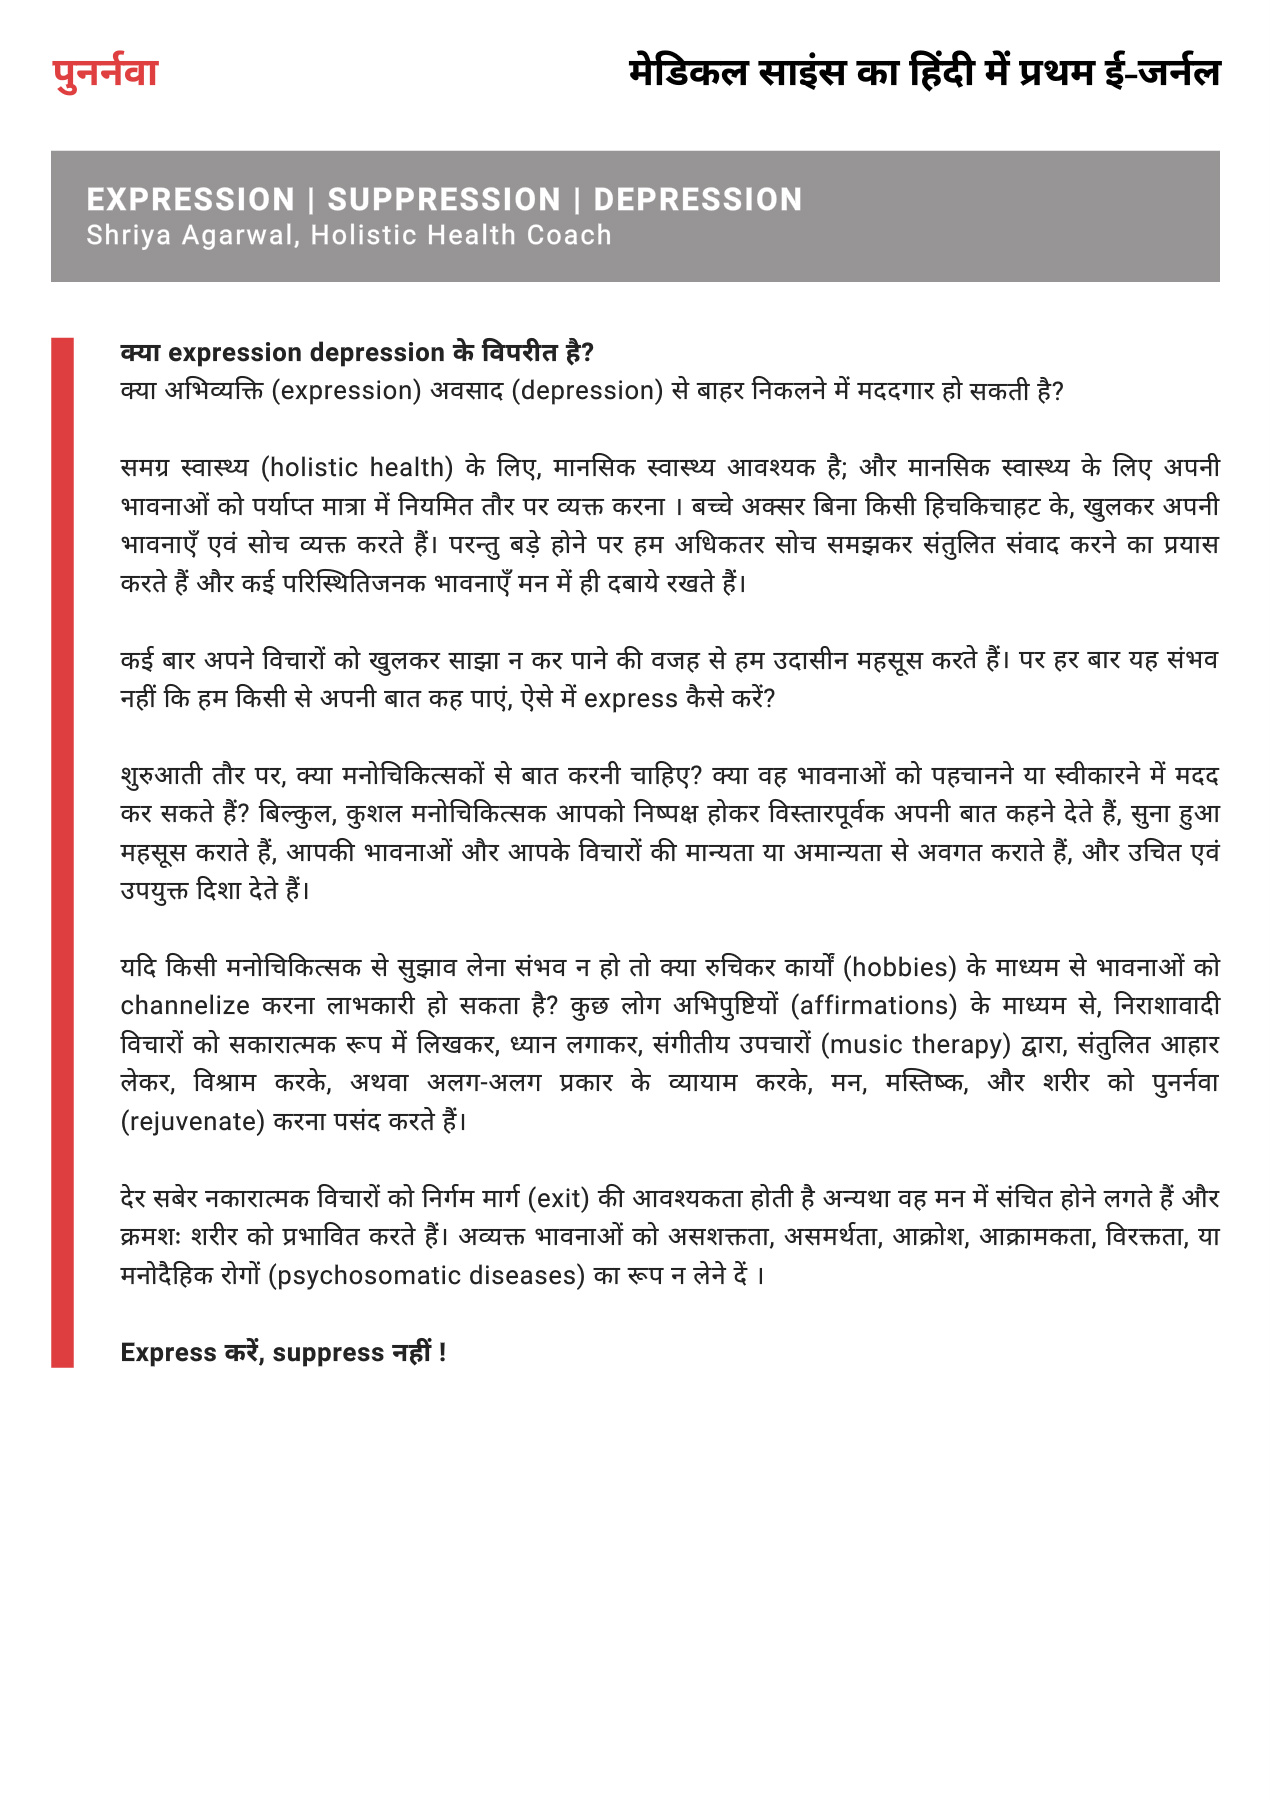 पुनर्नवा
मेडिकल साइंस का हिंदी में प्रथम ई-जर्नल
EXPRESSION | SUPPRESSION | DEPRESSION
Shriya Agarwal, Holistic Health Coach
क्या expression depression के विपरीत है?
क्या अभिव्यक्ति (expression) अवसाद (depression) से बाहर निकलने में मददगार हो सकती है?
समग्र स्वास्थ्य (holistic health) के लिए, मानसिक स्वास्थ्य आवश्यक है; और मानसिक स्वास्थ्य के लिए अपनी
भावनाओं को पर्याप्त मात्रा में नियमित तौर पर व्यक्त करना । बच्चे अक्सर बिना किसी हिचकिचाहट के, खुलकर अपनी
भावनाएँ एवं सोच व्यक्त करते हैं। परन्तु बड़े होने पर हम अधिकतर सोच समझकर संतुलित संवाद करने का प्रयास
करते हैं और कई परिस्थितिजनक भावनाएँ मन में ही दबाये रखते हैं।
कई बार अपने विचारों को खुलकर साझा न कर पाने की वजह से हम उदासीन महसूस करते हैं। पर हर बार यह संभव
नहीं कि हम किसी से अपनी बात कह पाएं, ऐसे में express कैसे करें?
शुरुआती तौर पर, क्या मनोचिकित्सकों से बात करनी चाहिए? क्या वह भावनाओं को पहचानने या स्वीकारने में मदद
कर सकते हैं? बिल्कुल, कुशल मनोचिकित्सक आपको निष्पक्ष होकर विस्तारपूर्वक अपनी बात कहने देते हैं, सुना हुआ
महसूस कराते हैं, आपकी भावनाओं और आपके विचारों की मान्यता या अमान्यता से अवगत कराते हैं, और उचित एवं
उपयुक्त दिशा देते हैं।
यदि किसी मनोचिकित्सक से सुझाव लेना संभव न हो तो क्या रुचिकर कार्यों (hobbies) के माध्यम से भावनाओं को
channelize करना लाभकारी हो सकता है? कुछ लोग अभिपुष्टियों (affirmations) के माध्यम से, निराशावादी
विचारों को सकारात्मक रूप में लिखकर, ध्यान लगाकर, संगीतीय उपचारों (music therapy) द्वारा, संतुलित आहार
लेकर, विश्राम करके, अथवा अलग-अलग प्रकार के व्यायाम करके, मन, मस्तिष्क, और शरीर को पुनर्नवा
(rejuvenate) करना पसंद करते हैं।
देर सबेर नकारात्मक विचारों को निर्गम मार्ग (exit) की आवश्यकता होती है अन्यथा वह मन में संचित होने लगते हैं और
क्रमशः शरीर को प्रभावित करते हैं। अव्यक्त भावनाओं को असशक्तता, असमर्थता, आक्रोश, आक्रामकता, विरक्तता, या
मनोदैहिक रोगों (psychosomatic diseases) का रूप न लेने दें ।
Express करें, suppress नहीं !